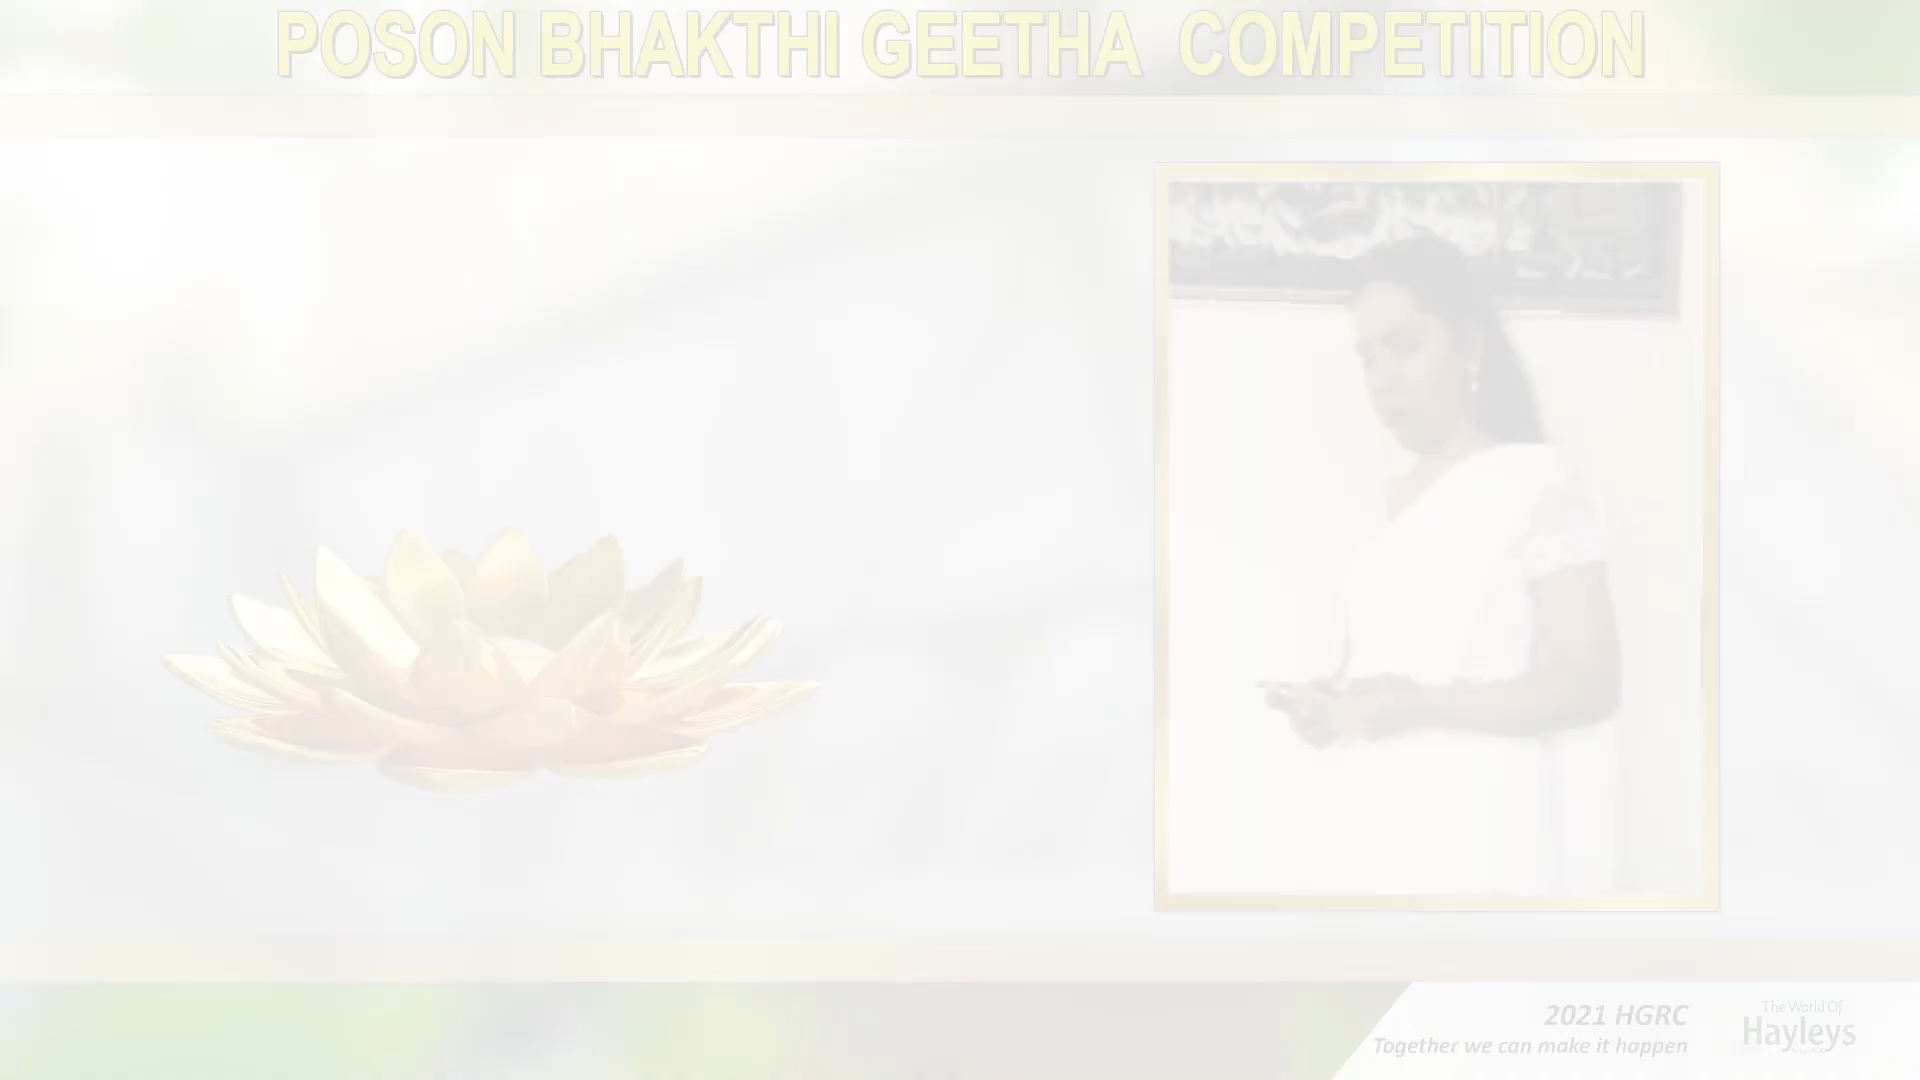 POSON BHAKTHI GEETHA COMPETITION
2021 HGRC
Together we can make it happen
The World Of
Hayleys